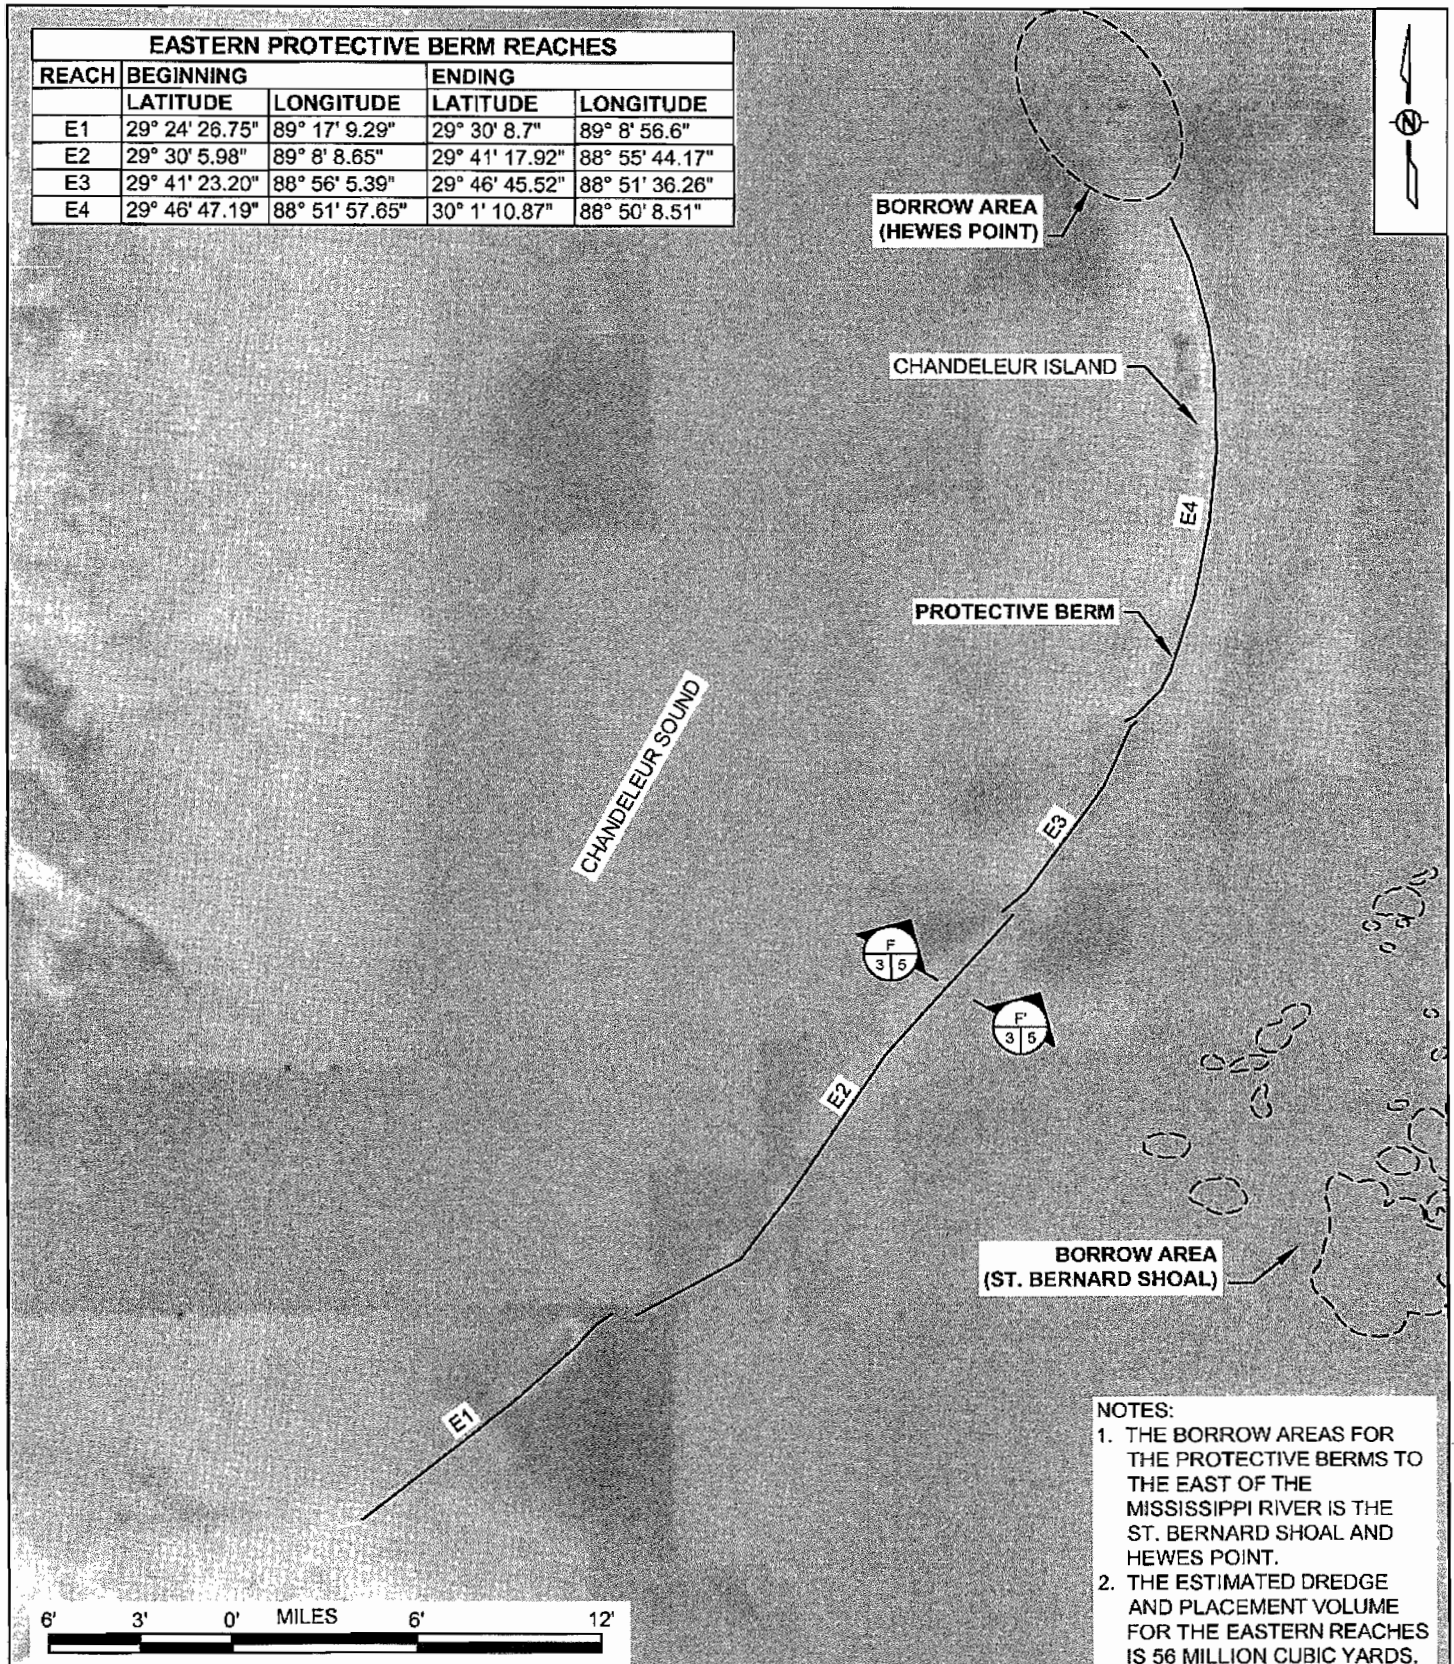 EASTERN PROTECTIVE BERM REACHES
REACH BEGINNING ENDING
LATITUDE LONGITUDE LATITUDE LONGITUDE
E1 29° 24' 26.75" 89° 17' 9.29" 29° 30' 8.7" 89° 8' 56.6"
E2 29° 30' 5.98" 89° 8' 8.65" 29° 41' 17.92" 88° 55' 44.17"
E3 29° 41' 23.20" 88° 56' 5.39" 29° 46' 45.52" 88° 51' 36.26"
E4 29° 46' 47.19" 88° 51' 57.65" 30° 1' 10.87" 88° 50' 8.51"
N
BORROW AREA
(HEWES POINT)
CHANDELEUR ISLAND
E4
PROTECTIVE BERM
CHANDELEUR SOUND
E3
F
3 5
F'
3 5
E2
BORROW AREA
(ST. BERNARD SHOAL)
E1
NOTES:
1. THE BORROW AREAS FOR
THE PROTECTIVE BERMS TO
THE EAST OF THE
MISSISSIPPI RIVER IS THE
ST. BERNARD SHOAL AND
HEWES POINT.
2. THE ESTIMATED DREDGE
AND PLACEMENT VOLUME
FOR THE EASTERN REACHES
IS 56 MILLION CUBIC YARDS.
6' 3' 0' MILES 6' 12'